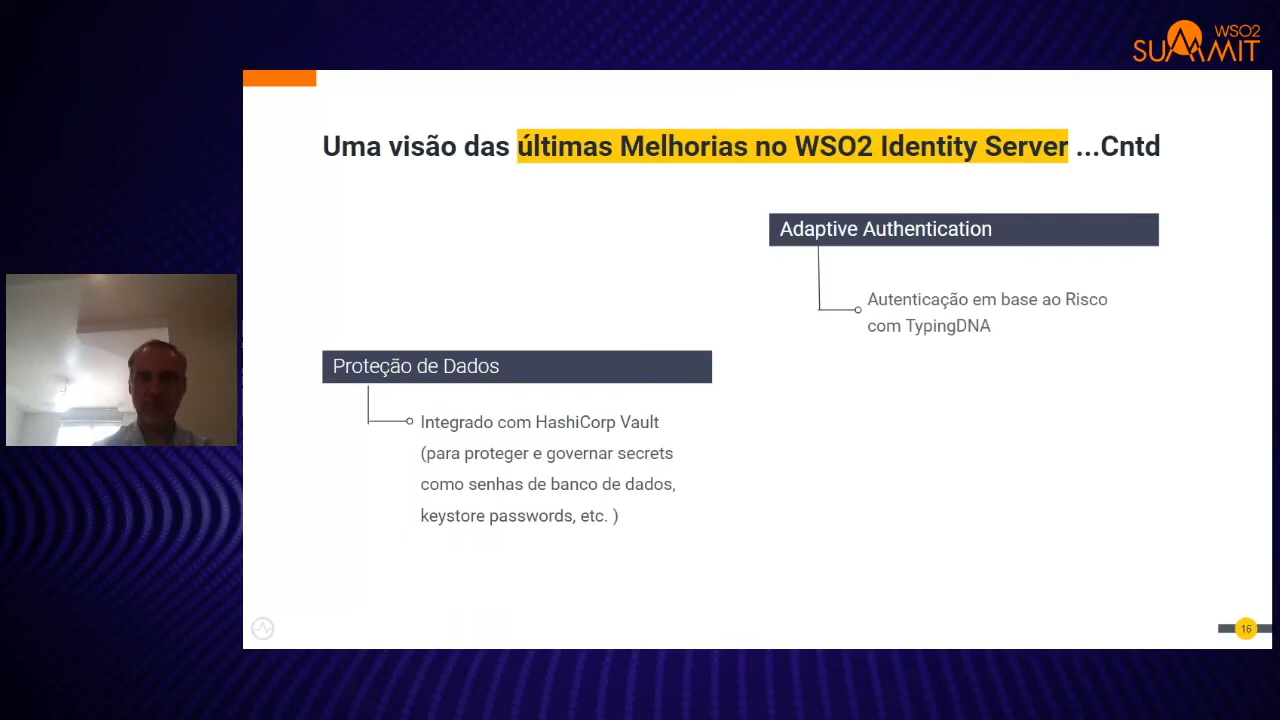 WSO2
SUMMIT
Uma visão das últimas Melhorias no WSO2 Identity Server ...Cntd
Adaptive Authentication
Autenticação em base ao Risco
com TypingDNA
Proteção de Dados
Integrado com HashiCorp Vault
(para proteger e governar secrets
como senhas de banco de dados,
keystore passwords, etc. )
16